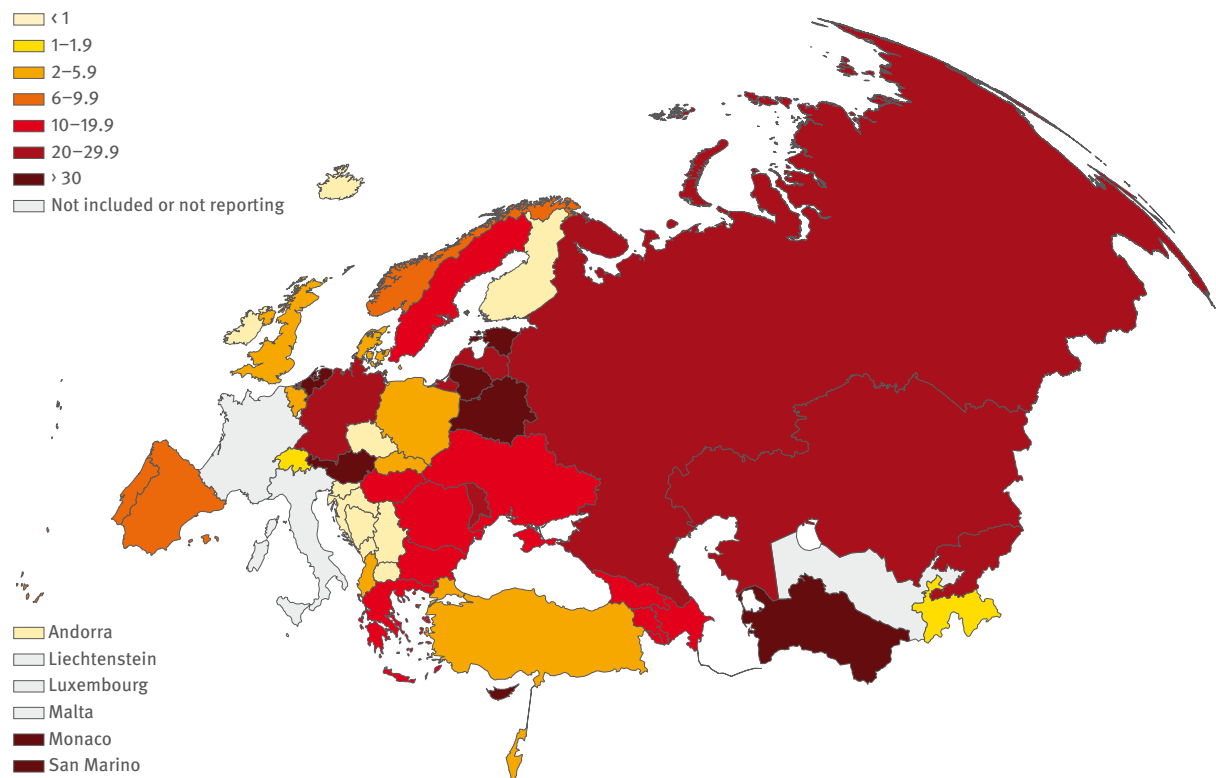 ‹ 1
1–1.9
2–5.9
6–9.9
10–19.9
20–29.9
› 30
Not included or not reporting
Andorra
Liechtenstein
Luxembourg
Malta
Monaco
San Marino